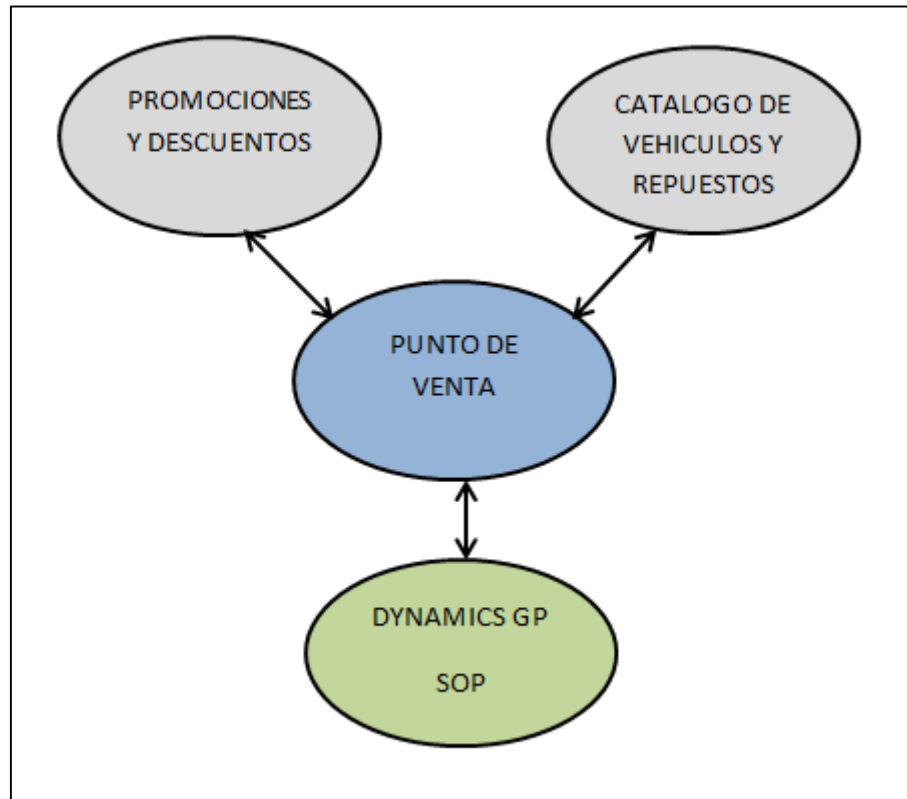 PROMOCIONES
Y DESCUENTOS
CATALOGO DE
VEHICULOS Y
REPUESTOS
PUNTO DE
VENTA
DYNAMICS GP
SOP